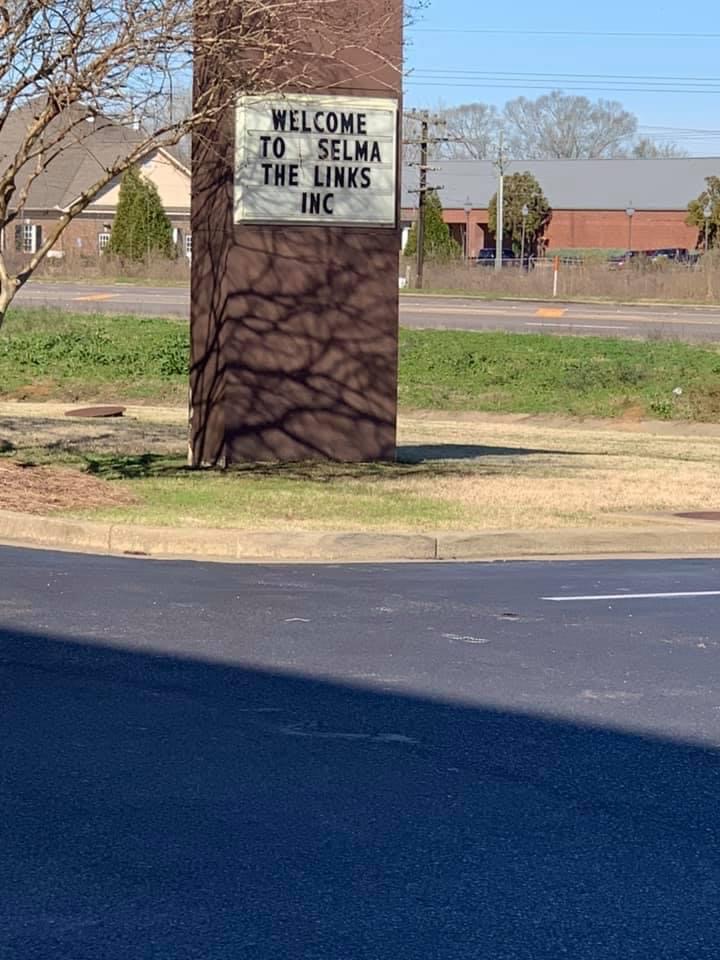 WELCOME
TO SELMA
THE LINKS
INC